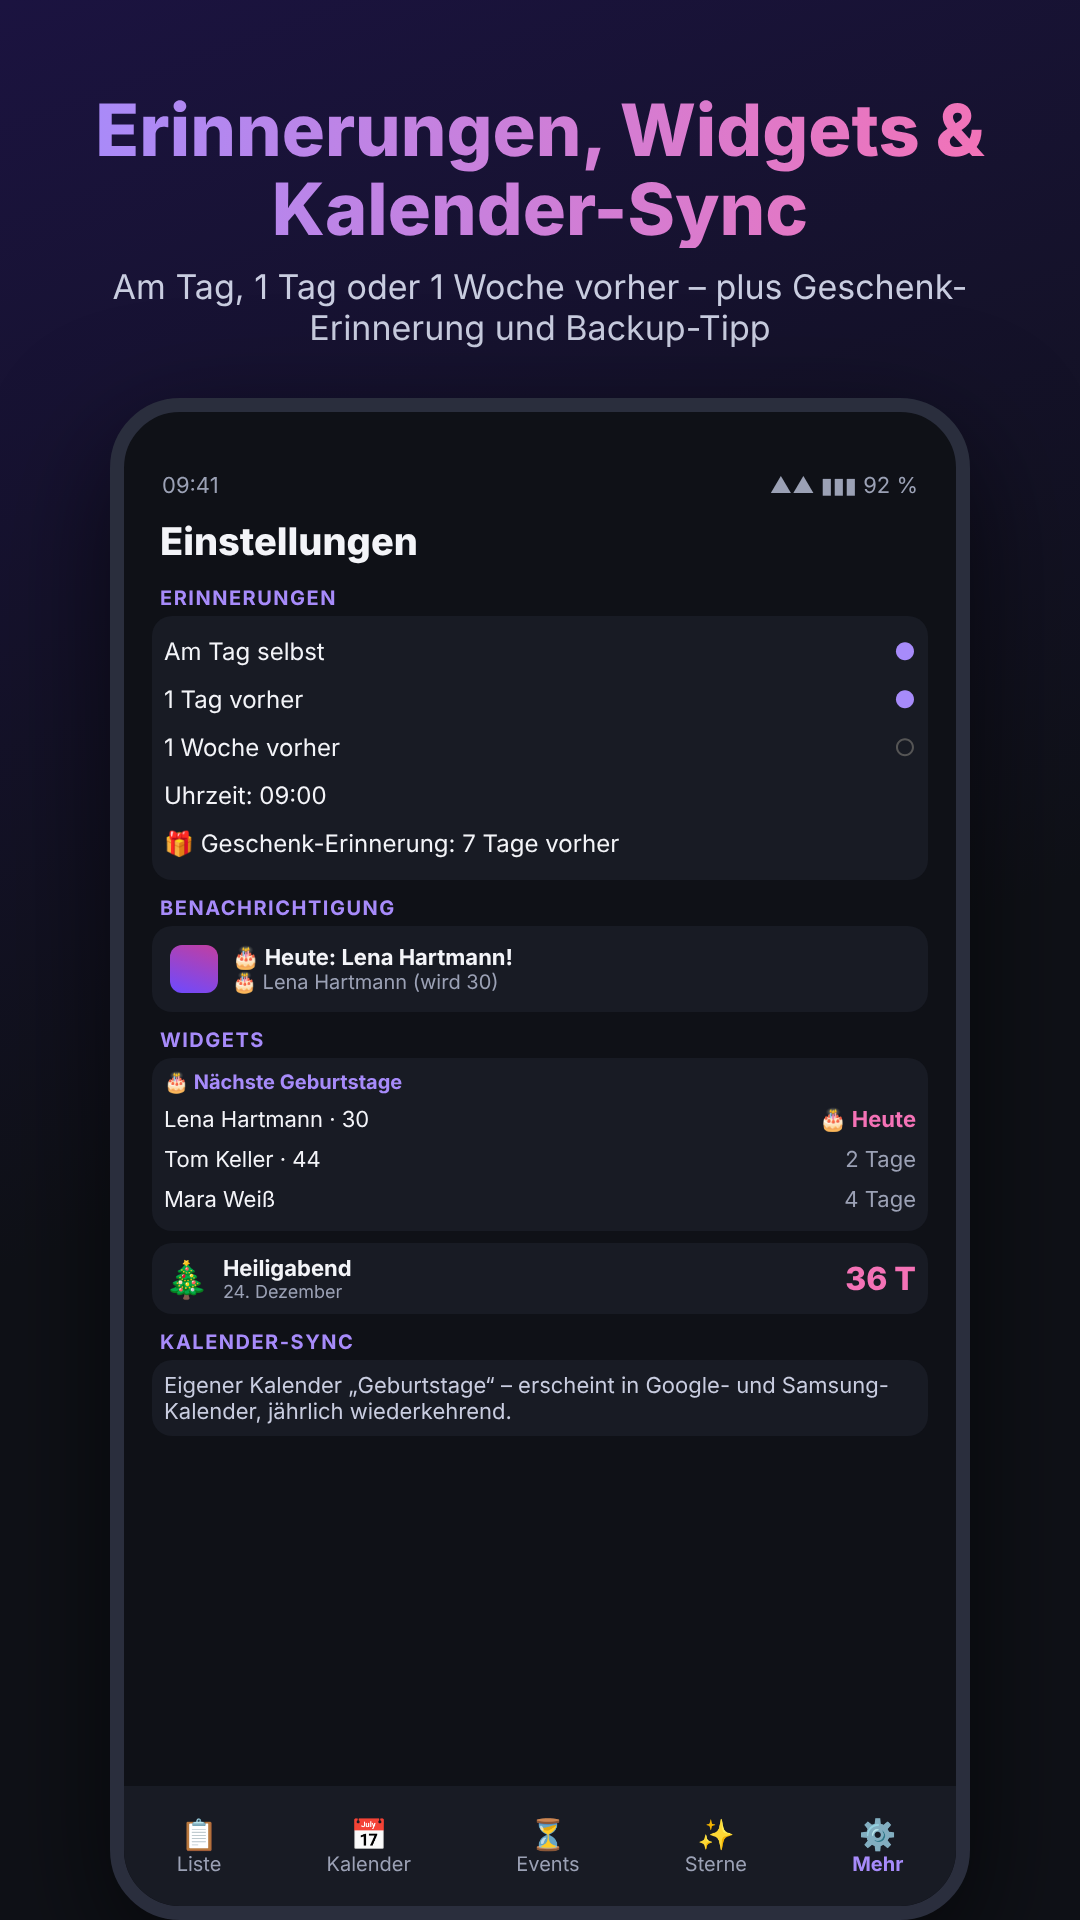 Erinnerungen, Widgets &
Kalender-Sync
Am Tag, 1 Tag oder 1 Woche vorher – plus Geschenk-
Erinnerung und Backup-Tipp
09:41 92 %
Einstellungen
ERINNERUNGEN
Am Tag selbst
1 Tag vorher
1 Woche vorher
Uhrzeit: 09:00
🎁 Geschenk-Erinnerung: 7 Tage vorher
BENACHRICHTIGUNG
🎂 Heute: Lena Hartmann!
🎂 Lena Hartmann (wird 30)
WIDGETS
🎂 Nächste Geburtstage
Lena Hartmann · 30 🎂 Heute
Tom Keller · 44 2 Tage
Mara Weiß 4 Tage
🎄 Heiligabend 36 T
24. Dezember
KALENDER-SYNC
Eigener Kalender „Geburtstage“ – erscheint in Google- und Samsung-
Kalender, jährlich wiederkehrend.
July
17
Liste Kalender Events Sterne Mehr